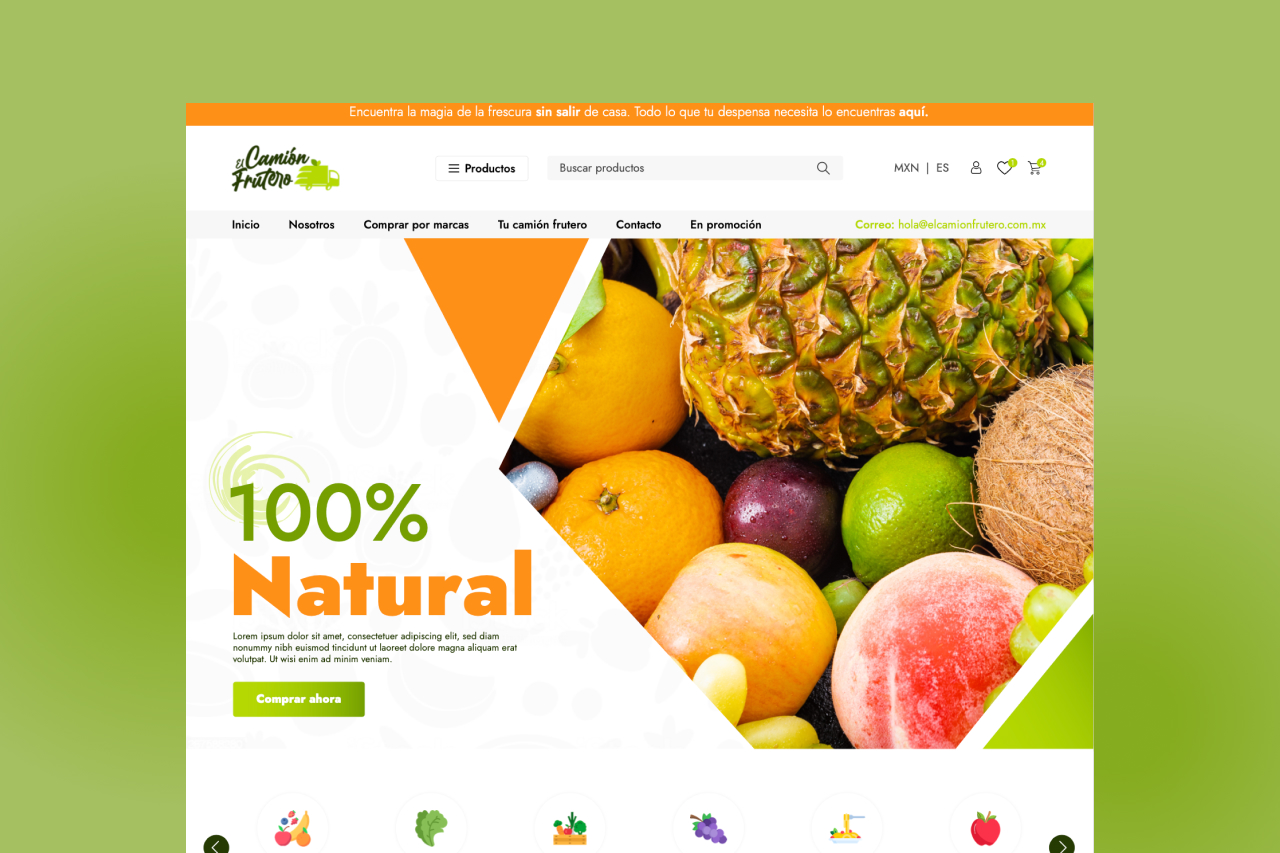 Encuentra la magia de la frescura sin salir de casa. Todo lo que tu despensa necesita lo encuentras aquí.
El Camión
Frutero
Productos
Buscar productos
MXN | ES
1
4
Inicio
Nosotros
Comprar por marcas
Tu camión frutero
Contacto
En promoción
Correo: hola@elcamionfrutero.com.mx
100%
Natural
Lorem ipsum dolor sit amet, consectetuer adipiscing elit, sed diam
nonummy nibh euismod tincidunt ut laoreet dolore magna aliquam erat
volutpat. Ut wisi enim ad minim veniam.
Comprar ahora